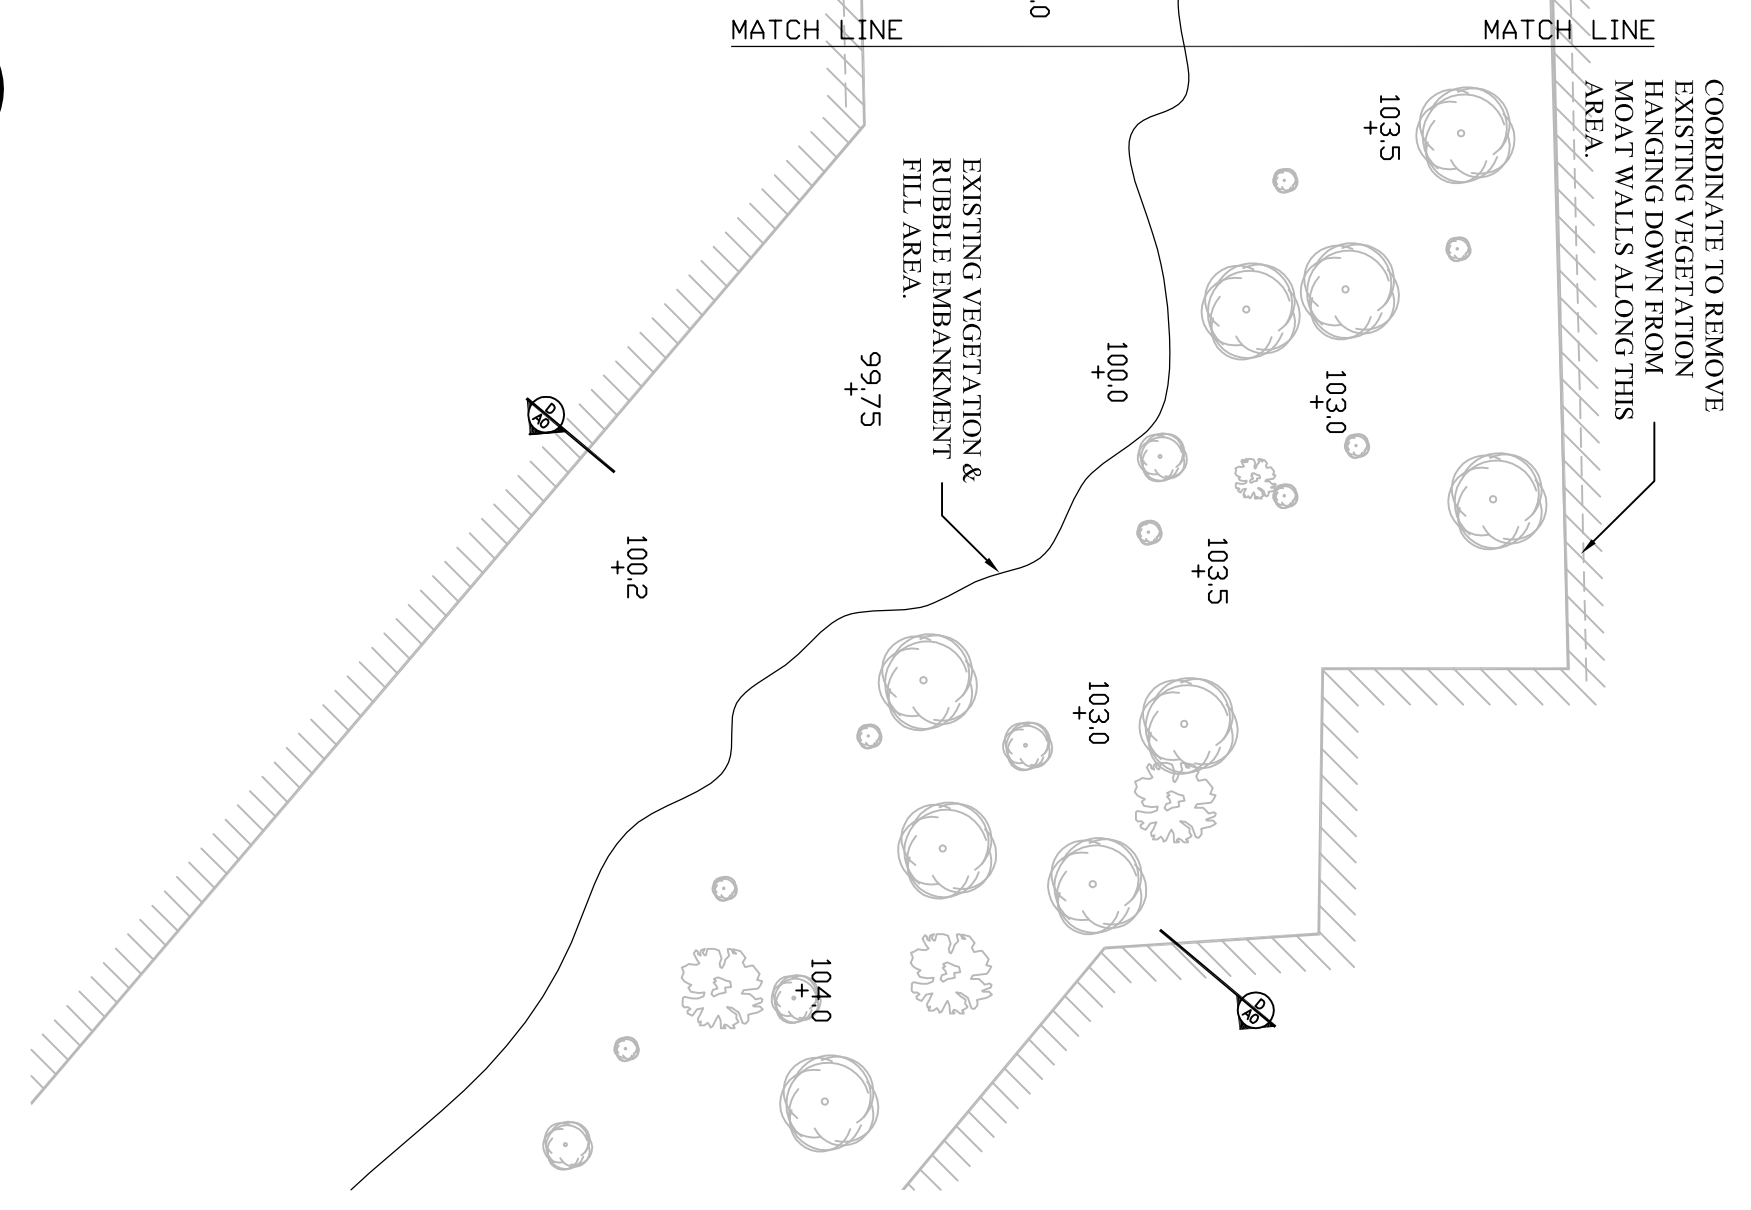 MATCH LINE
MATCH LINE
COORDINATE TO REMOVE
EXISTING VEGETATION
HANGING DOWN FROM
MOAT WALLS ALONG THIS
AREA.
103.5
EXISTING VEGETATION &
RUBBLE EMBANKMENT
FILL AREA.
100.0
99.75
103.0
D
A0
100.2
103.5
103.0
104.0
D
A0